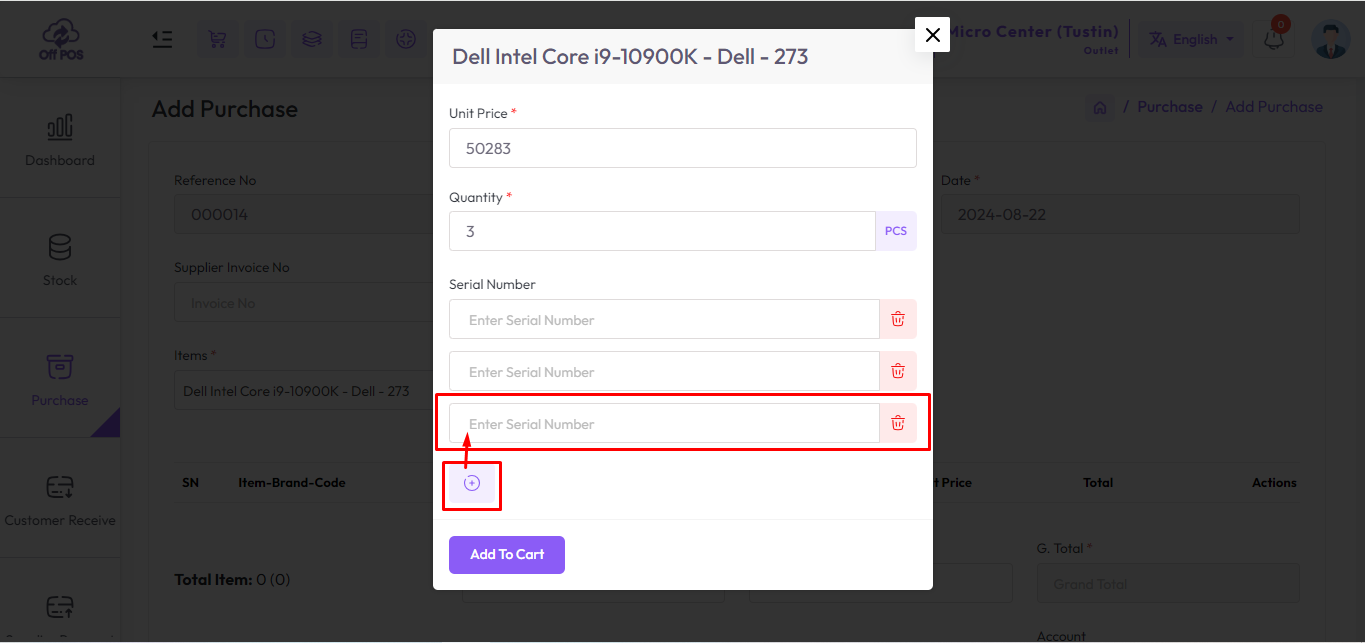 Off POS
Micro Center (Tustin)
Outlet
English
0
Dell Intel Core i9-10900K - Dell - 273
Add Purchase
/ Purchase / Add Purchase
Dashboard
Stock
Purchase
Customer Receive
Reference No
000014
Date *
2024-08-22
Supplier Invoice No
Invoice No
Items *
Dell Intel Core i9-10900K - Dell - 273
Unit Price *
50283
Quantity *
3
PCS
Serial Number
Enter Serial Number
Enter Serial Number
Enter Serial Number
Add To Cart
SN
Item-Brand-Code
t Price
Total
Actions
Total Item: 0 (0)
G. Total *
Grand Total
Account